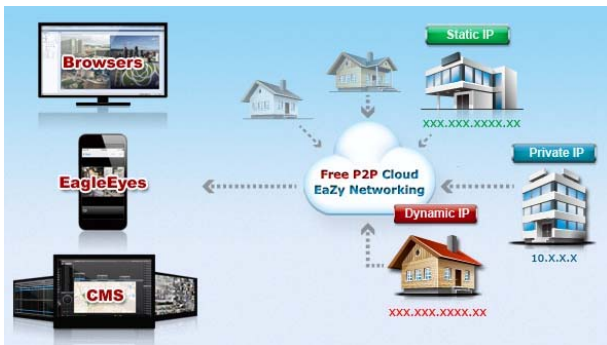 Browsers
Static IP
XXX.XXX.XXXX.XX
Private IP
EagleEyes
Free P2P Cloud
EaZy Networking
Dynamic IP
10.X.X.X
CMS
XXX.XXX.XXXX.XX